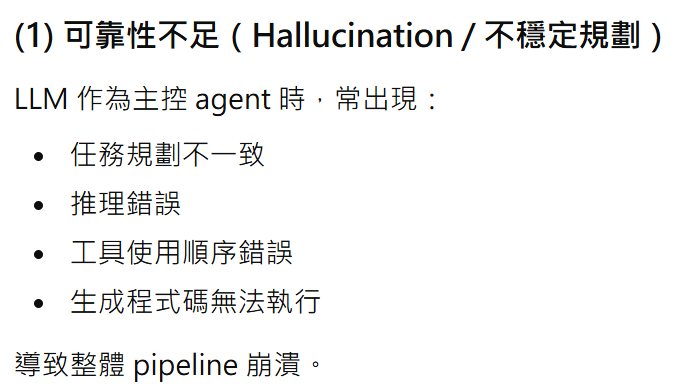 (1) 可靠性不足（Hallucination / 不穩定規劃）
LLM 作為主控 agent 時，常出現：
• 任務規劃不一致
• 推理錯誤
• 工具使用順序錯誤
• 生成程式碼無法執行
導致整體 pipeline 崩潰。